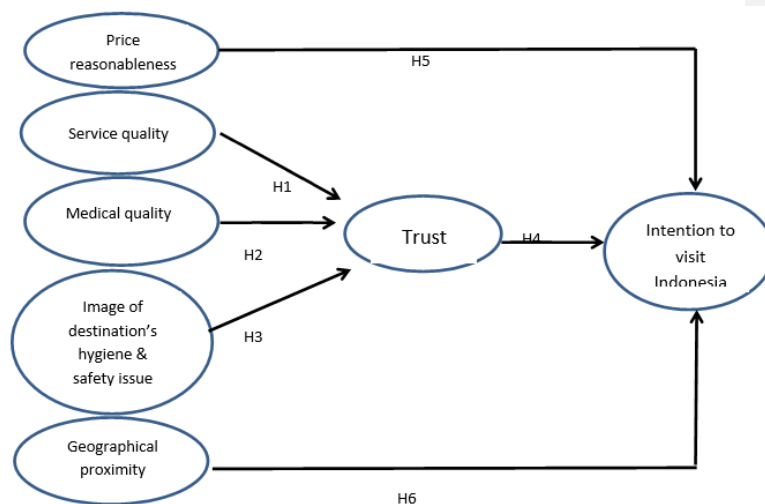 Price
reasonableness
H5
Service quality
H1
Medical quality
H2
Trust
H4
Intention to
visit
Indonesia
Image of
destination's
hygiene &
safety issue
H3
Geographical
proximity
H6